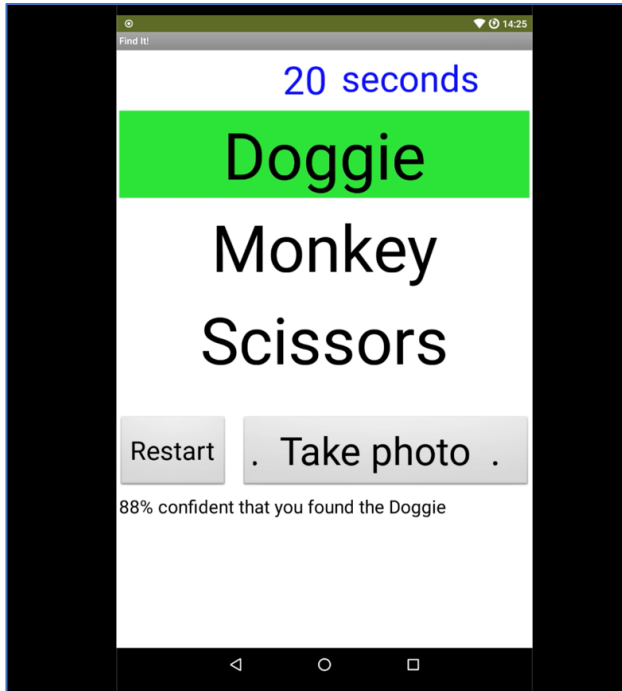 14:25
Find It!
20 seconds
Doggie
Monkey
Scissors
Restart
. Take photo .
88% confident that you found the Doggie